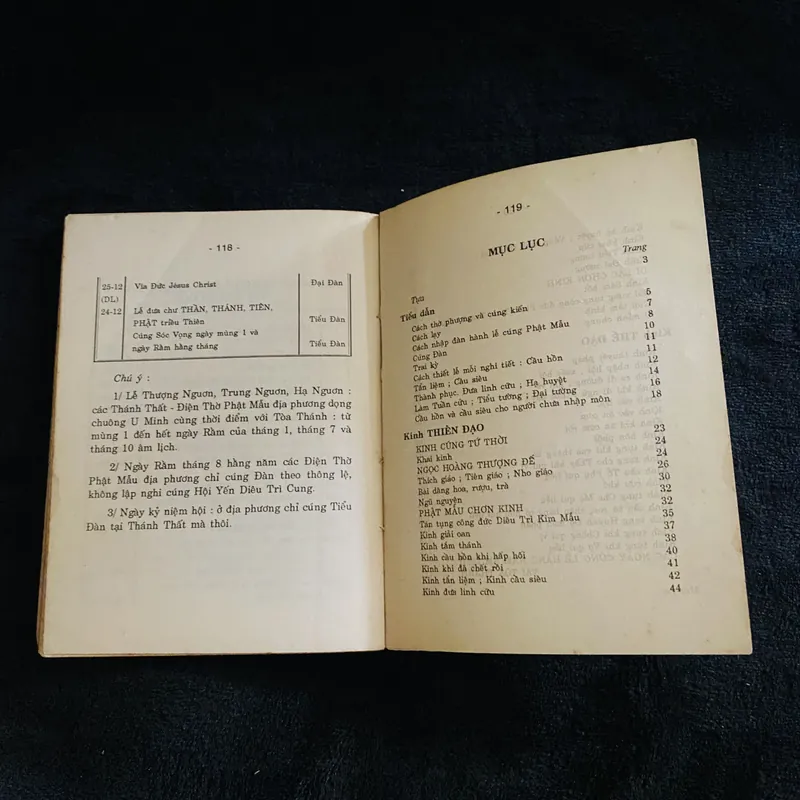 - 118 -
25-12 Vía Đức Jésus Christ Đại Đàn
(DL)
24-12 Lễ đưa chư THẦN, THÁNH, TIÊN,
PHẬT triều Thiên Tiểu Đàn
Cúng Sóc Vọng ngày mùng 1 và
ngày Rằm hằng tháng Tiểu Đàn
Chú ý :
1/ Lễ Thượng Nguơn, Trung Nguơn, Hạ Nguơn :
các Thánh Thất - Điện Thờ Phật Mẫu địa phương dọng
chuông U Minh cùng thời điểm với Tòa Thánh : từ
mùng 1 đến hết ngày Rằm của tháng 1, tháng 7 và
tháng 10 âm lịch.
2/ Ngày Rằm tháng 8 hằng năm các Điện Thờ
Phật Mẫu địa phương chỉ cúng Đàn theo thông lệ,
không lập nghi cúng Hội Yến Diêu Trì Cung.
3/ Ngày kỷ niệm hội : ở địa phương chỉ cúng Tiểu
Đàn tại Thánh Thất mà thôi.
- 119 -
MỤC LỤC
Trang
Tựa 3
Tiểu dẫn 5
Cách thờ phượng và cúng kiến 7
Cách lạy 8
Cách nhập đàn hành lễ cúng Phật Mẫu 10
Cúng Đàn 11
Trai kỳ 11
Cách thiết lễ mỗi nghi tiết : Cầu hồn 12
Tẩn liệm ; Cầu siêu 14
Thành phục. Đưa linh cửu ; Hạ huyệt 16
Làm Tuần cửu ; Tiểu tường ; Đại tường 18
Cầu hồn và cầu siêu cho người chưa nhập môn
Kinh THIÊN ĐẠO
KINH CÚNG TỨ THỜI 23
Khai kinh 24
NGỌC HOÀNG THƯỢNG ĐẾ 24
Thích giáo ; Tiên giáo ; Nho giáo 26
Bài dâng hoa, rượu, trà 30
Ngũ nguyện 32
PHẬT MẪU CHƠN KINH 32
Tán tụng công đức Diêu Trì Kim Mẫu 35
Kinh giải oan 37
Kinh tắm thánh 38
Kinh cầu hồn khi hấp hối 40
Kinh khi đã chết rồi 41
Kinh tẩn liệm ; Kinh cầu siêu 42
Kinh đưa linh cửu 44